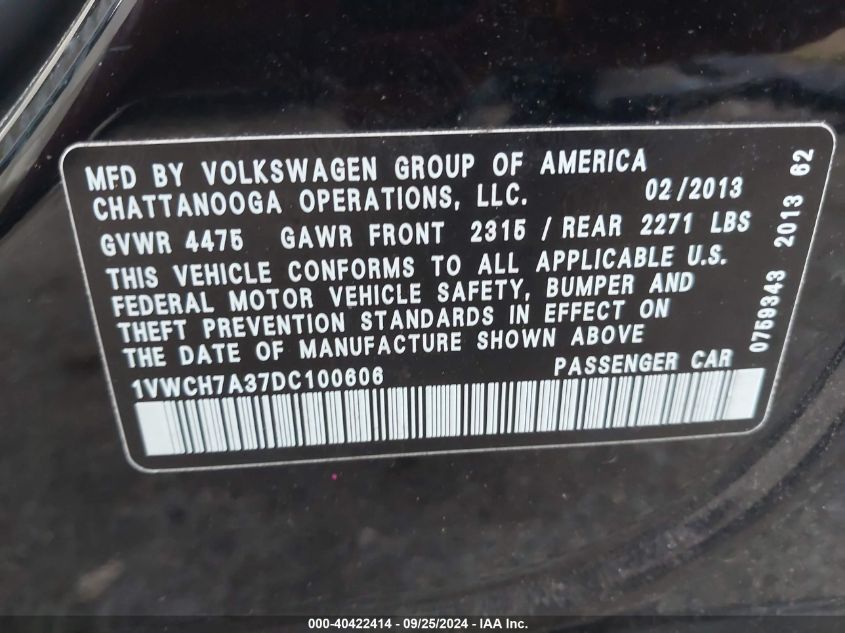 MFD BY VOLKSWAGEN GROUP OF AMERICA
CHATTANOOGA OPERATIONS, LLC. 02/2013
GVWR 4475 GAWR FRONT 2315 / REAR 2271 LBS
THIS VEHICLE CONFORMS TO ALL APPLICABLE U.S.
FEDERAL MOTOR VEHICLE SAFETY, BUMPER AND
THEFT PREVENTION STANDARDS IN EFFECT ON
THE DATE OF MANUFACTURE SHOWN ABOVE
1VWCH7A37DC100606 PASSENGER CAR
0759343 2013 62
000-40422414 - 09/25/2024 - IAA Inc.